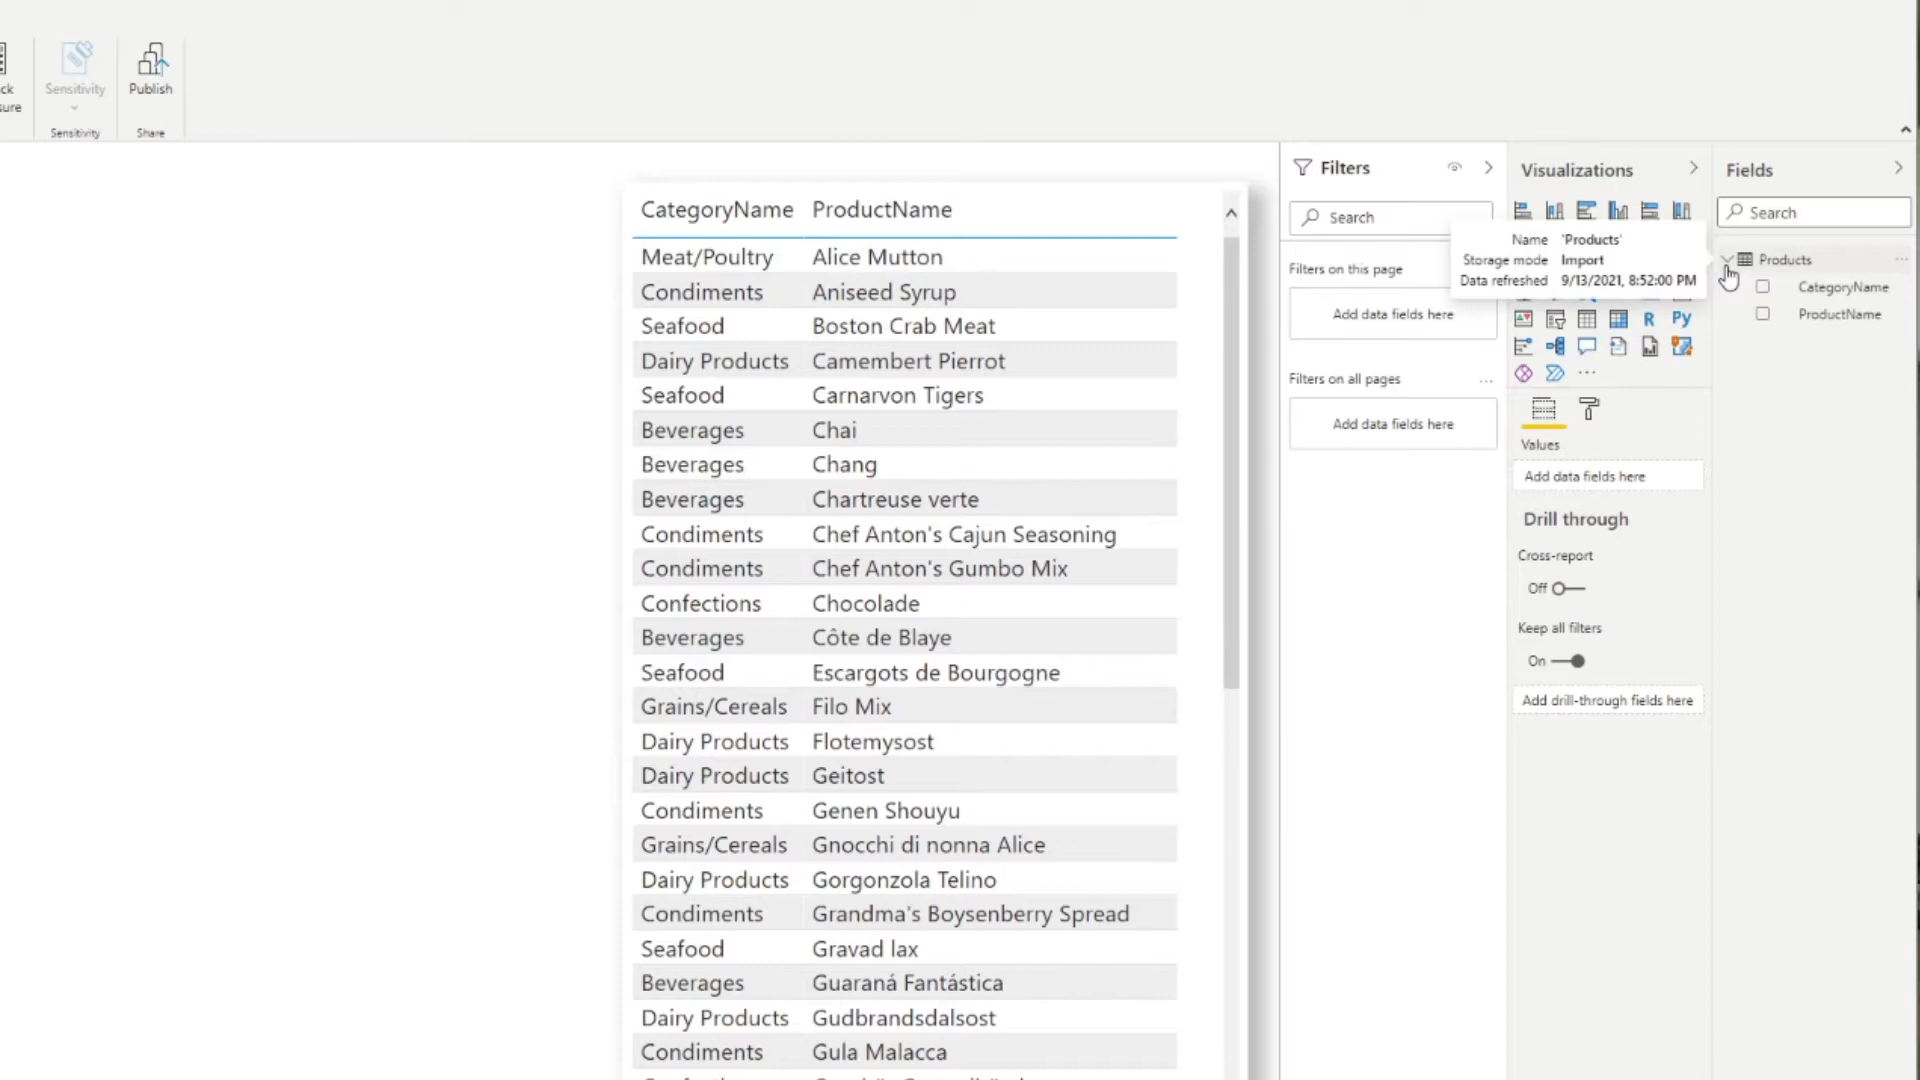 ck
sure
Sensitivity
Sensitivity
Publish
Share
CategoryName ProductName
Meat/Poultry Alice Mutton
Condiments Aniseed Syrup
Seafood Boston Crab Meat
Dairy Products Camembert Pierrot
Seafood Carnarvon Tigers
Beverages Chai
Beverages Chang
Beverages Chartreuse verte
Condiments Chef Anton's Cajun Seasoning
Condiments Chef Anton's Gumbo Mix
Confections Chocolade
Beverages Côte de Blaye
Seafood Escargots de Bourgogne
Grains/Cereals Filo Mix
Dairy Products Flotemysost
Dairy Products Geitost
Condiments Genen Shouyu
Grains/Cereals Gnocchi di nonna Alice
Dairy Products Gorgonzola Telino
Condiments Grandma's Boysenberry Spread
Seafood Gravad lax
Beverages Guaraná Fantástica
Dairy Products Gudbrandsdalsost
Condiments Gula Malacca
Filters
Search
Filters on this page
Add data fields here
Filters on all pages ...
Add data fields here
Visualizations
Name 'Products'
Storage mode Import
Data refreshed 9/13/2021, 8:52:00 PM
R Py
...
Values
Add data fields here
Drill through
Cross-report
Off
Keep all filters
On
Add drill-through fields here
Fields
Search
Products ...
CategoryName
ProductName